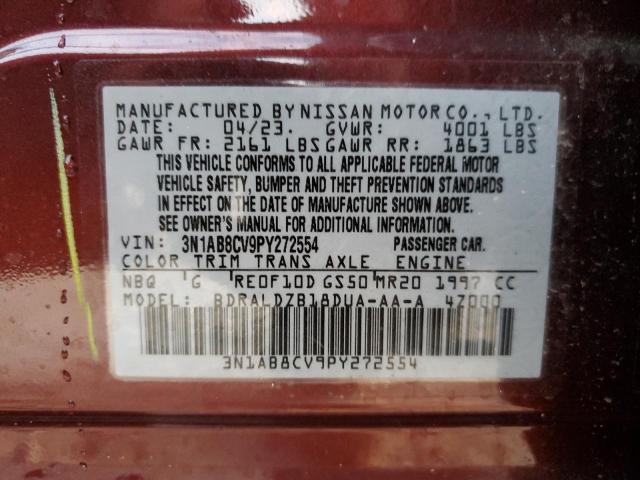 MANUFACTURED BY NISSAN MOTOR CO., LTD.
DATE: 04/23. GVWR: 4001 LBS
GAWR FR: 2161 LBS GAWR RR: 1863 LBS
THIS VEHICLE CONFORMS TO ALL APPLICABLE FEDERAL MOTOR
VEHICLE SAFETY, BUMPER AND THEFT PREVENTION STANDARDS
IN EFFECT ON THE DATE OF MANUFACTURE SHOWN ABOVE.
SEE OWNER'S MANUAL FOR ADDITIONAL INFORMATION.
VIN: 3N1AB8CV9PY272554 PASSENGER CAR.
COLOR TRIM TRANS AXLE ENGINE
NBQ G RE0F10D GS50 MR20 1997 CC
MODEL: BDRALDZB18DUA-AA-A 4Z000
3N1AB8CV9PY272554